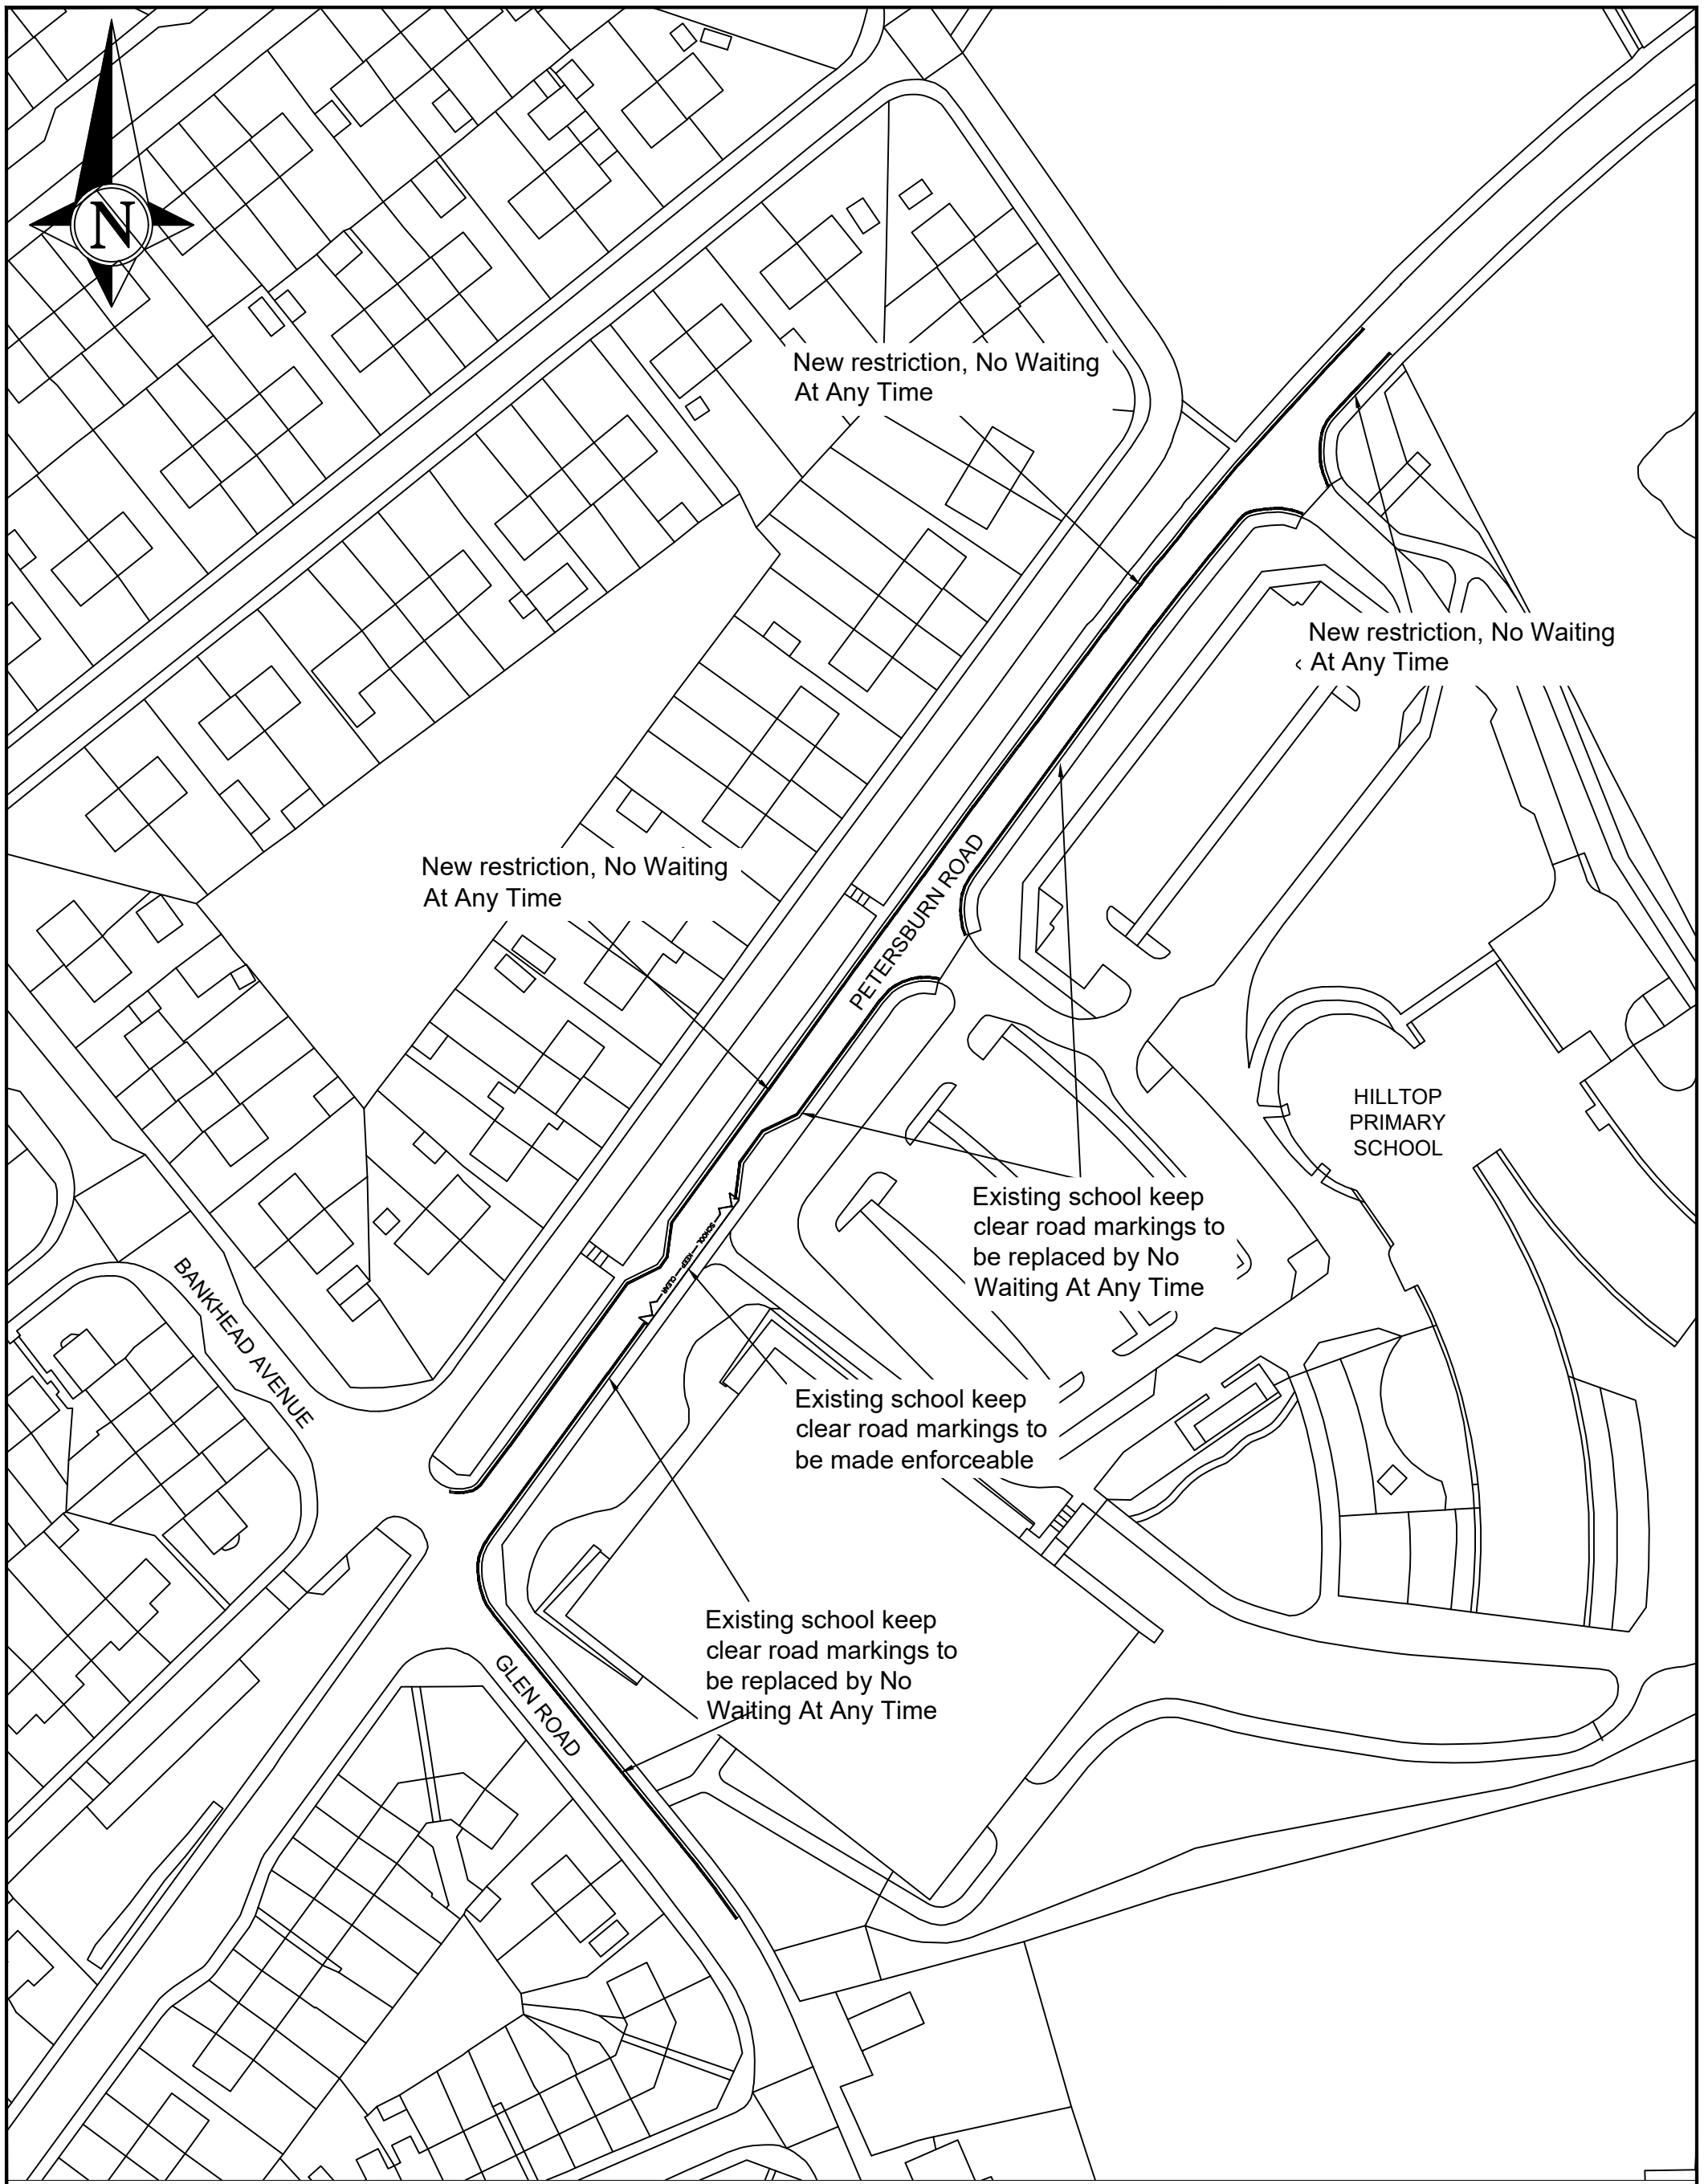 N
New restriction, No Waiting
At Any Time
New restriction, No Waiting
At Any Time
New restriction, No Waiting
At Any Time
PETERSBURN ROAD
HILLTOP
PRIMARY
SCHOOL
Existing school keep
clear road markings to
be replaced by No
Waiting At Any Time
SCHOOL — KEEP — CLEAR
BANKHEAD AVENUE
Existing school keep
clear road markings to
be made enforceable
Existing school keep
clear road markings to
be replaced by No
Waiting At Any Time
GLEN ROAD